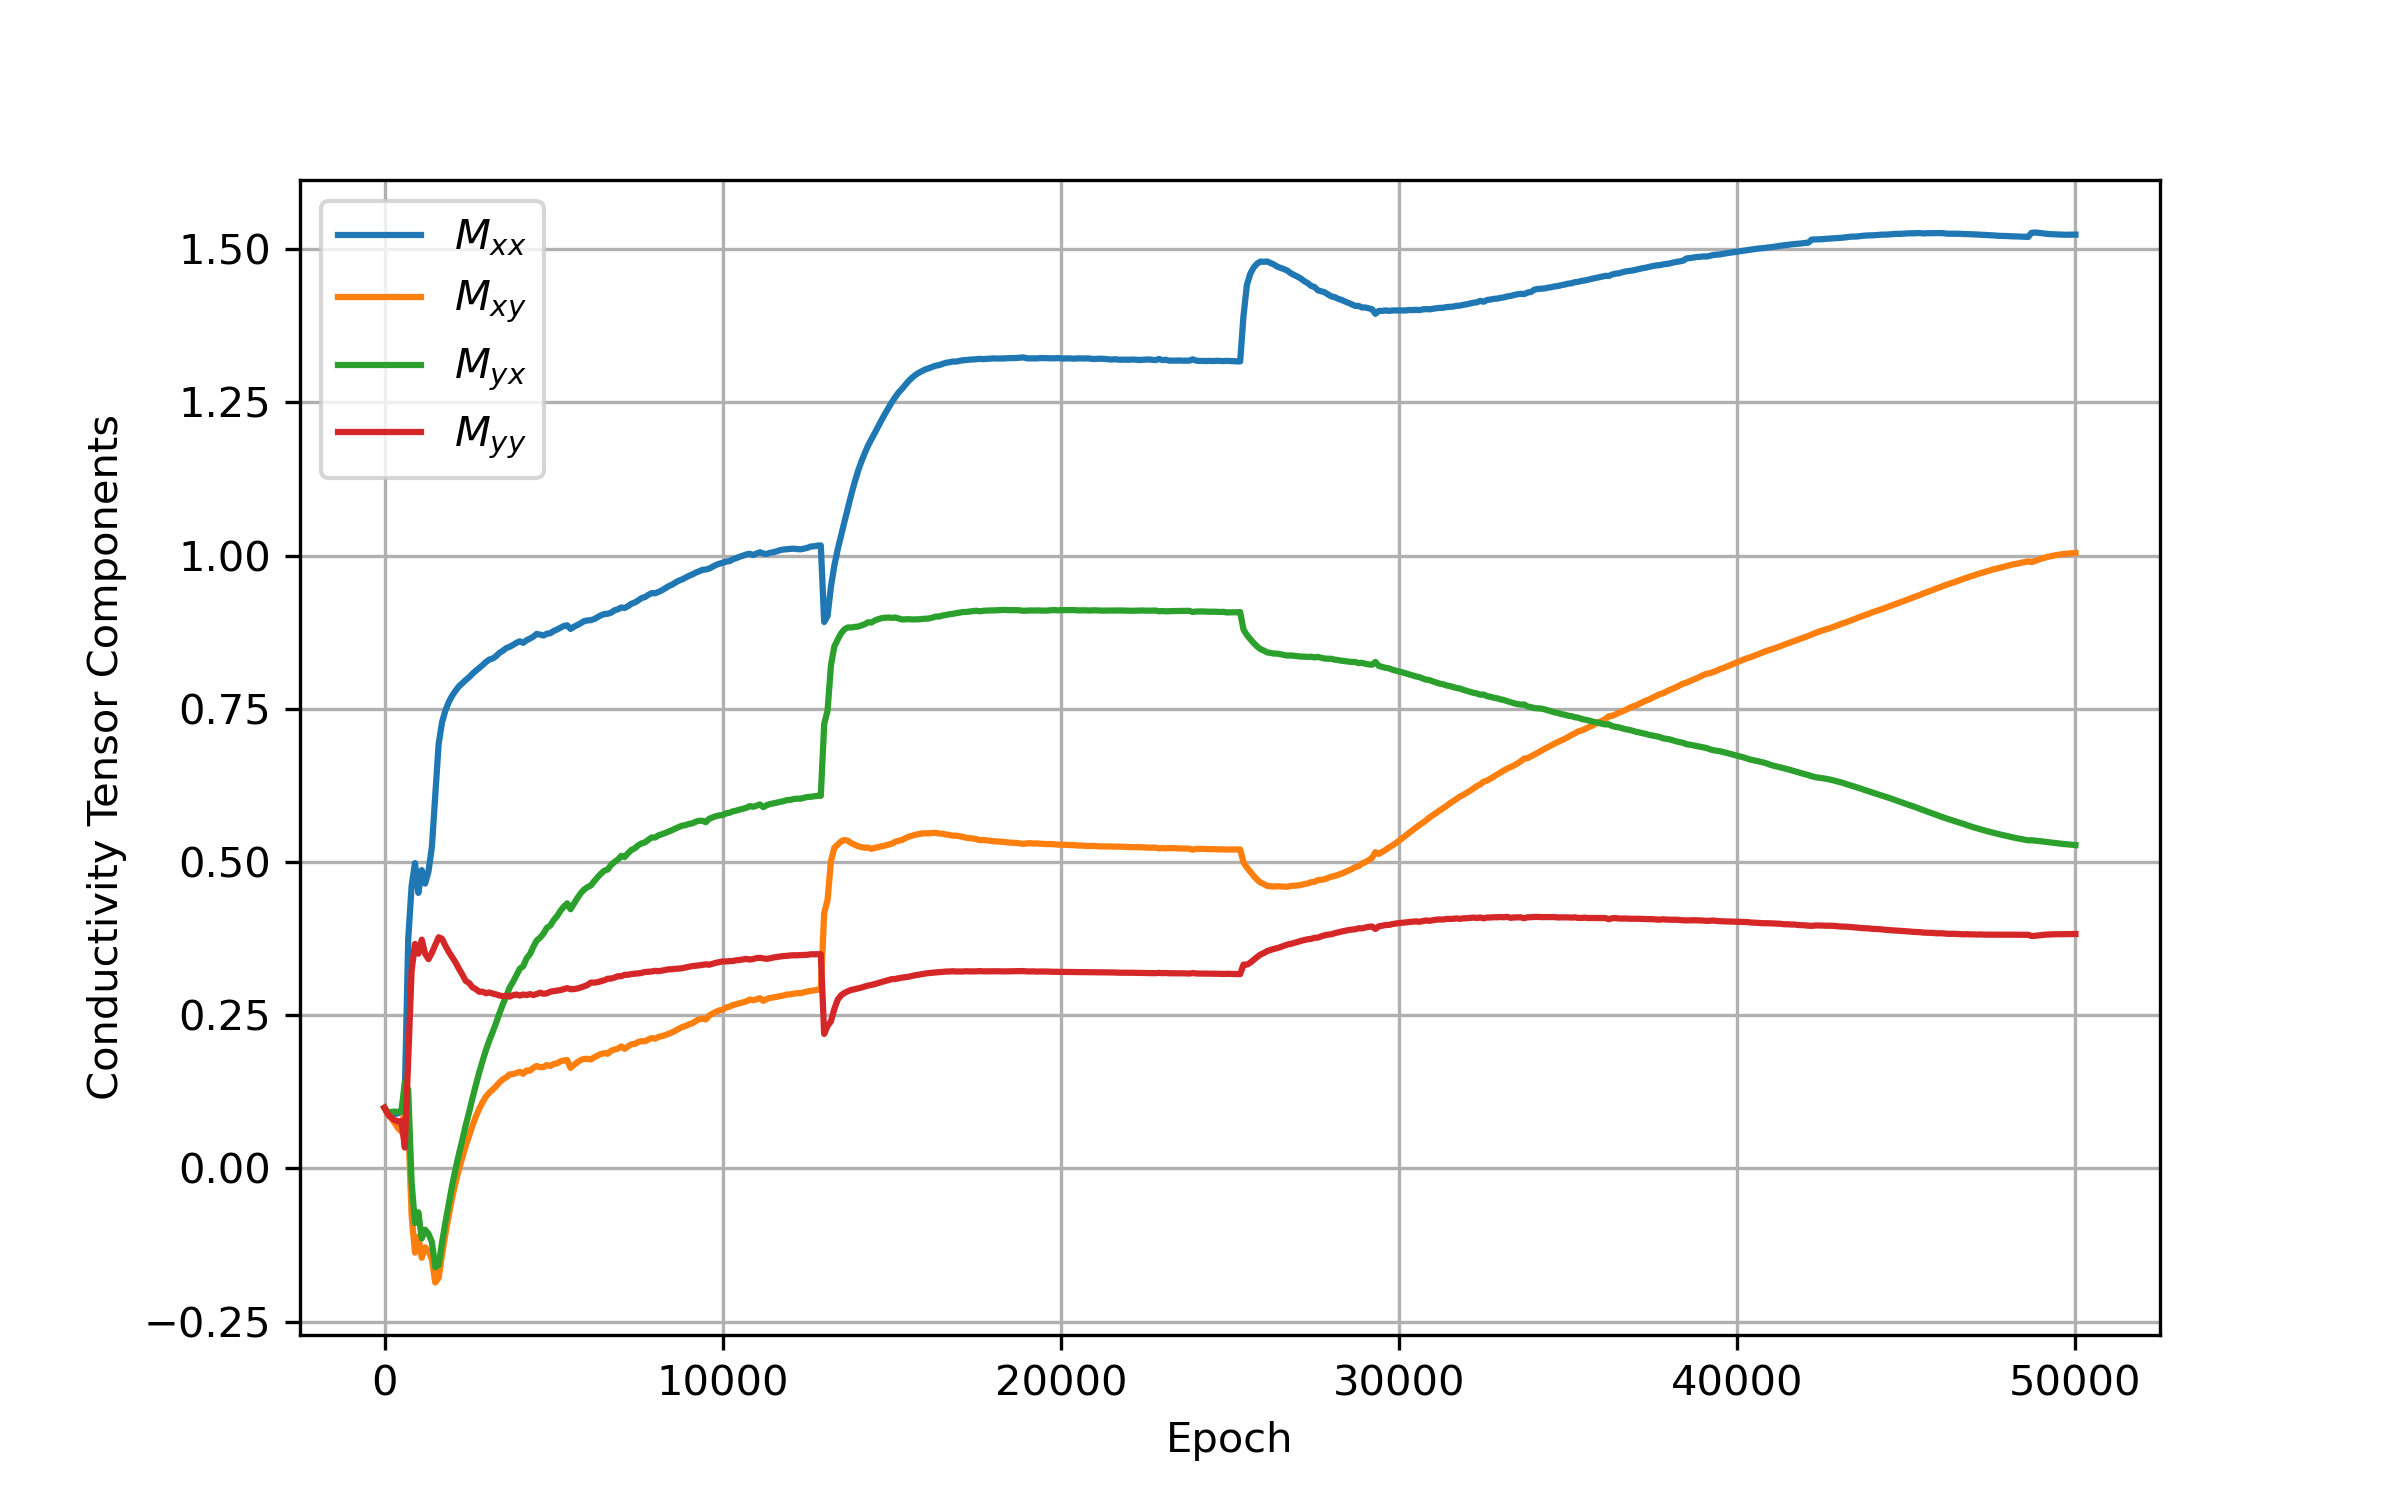 M_xx
M_xy
M_yx
M_yy
1.50
1.25
1.00
0.75
0.50
0.25
0.00
−0.25
Conductivity Tensor Components
0 10000 20000 30000 40000 50000
Epoch